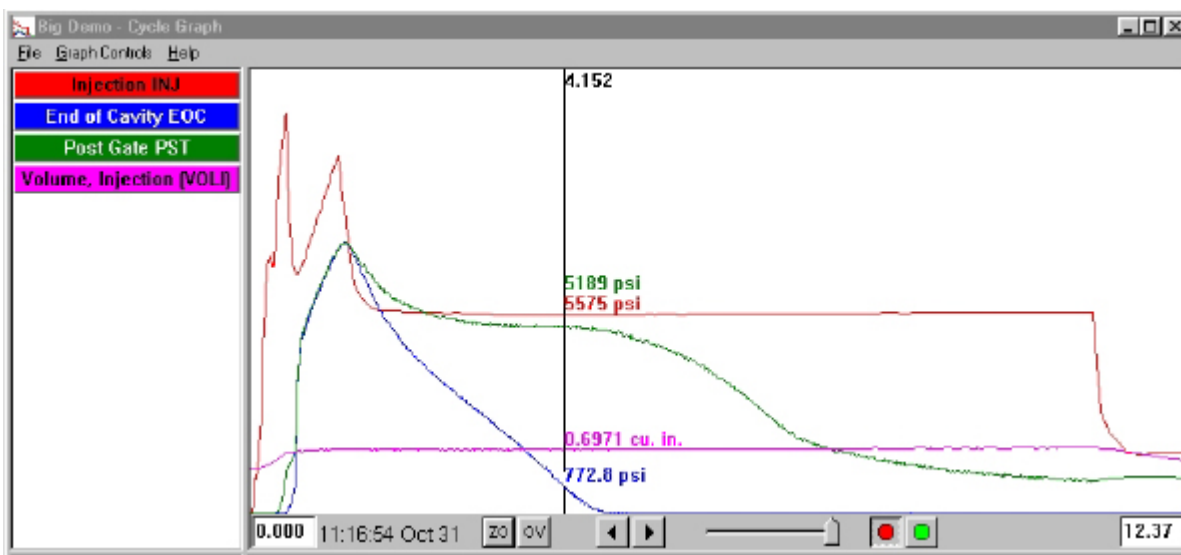 Big Demo - Cycle Graph
File Graph Controls Help
Injection INJ
End of Cavity EOC
Post Gate PST
Volume, Injection (VOLI)
4.152
5189 psi
5575 psi
0.6971 cu. in.
772.8 psi
0.000 11:16:54 Oct 31 ZO OV 12.37